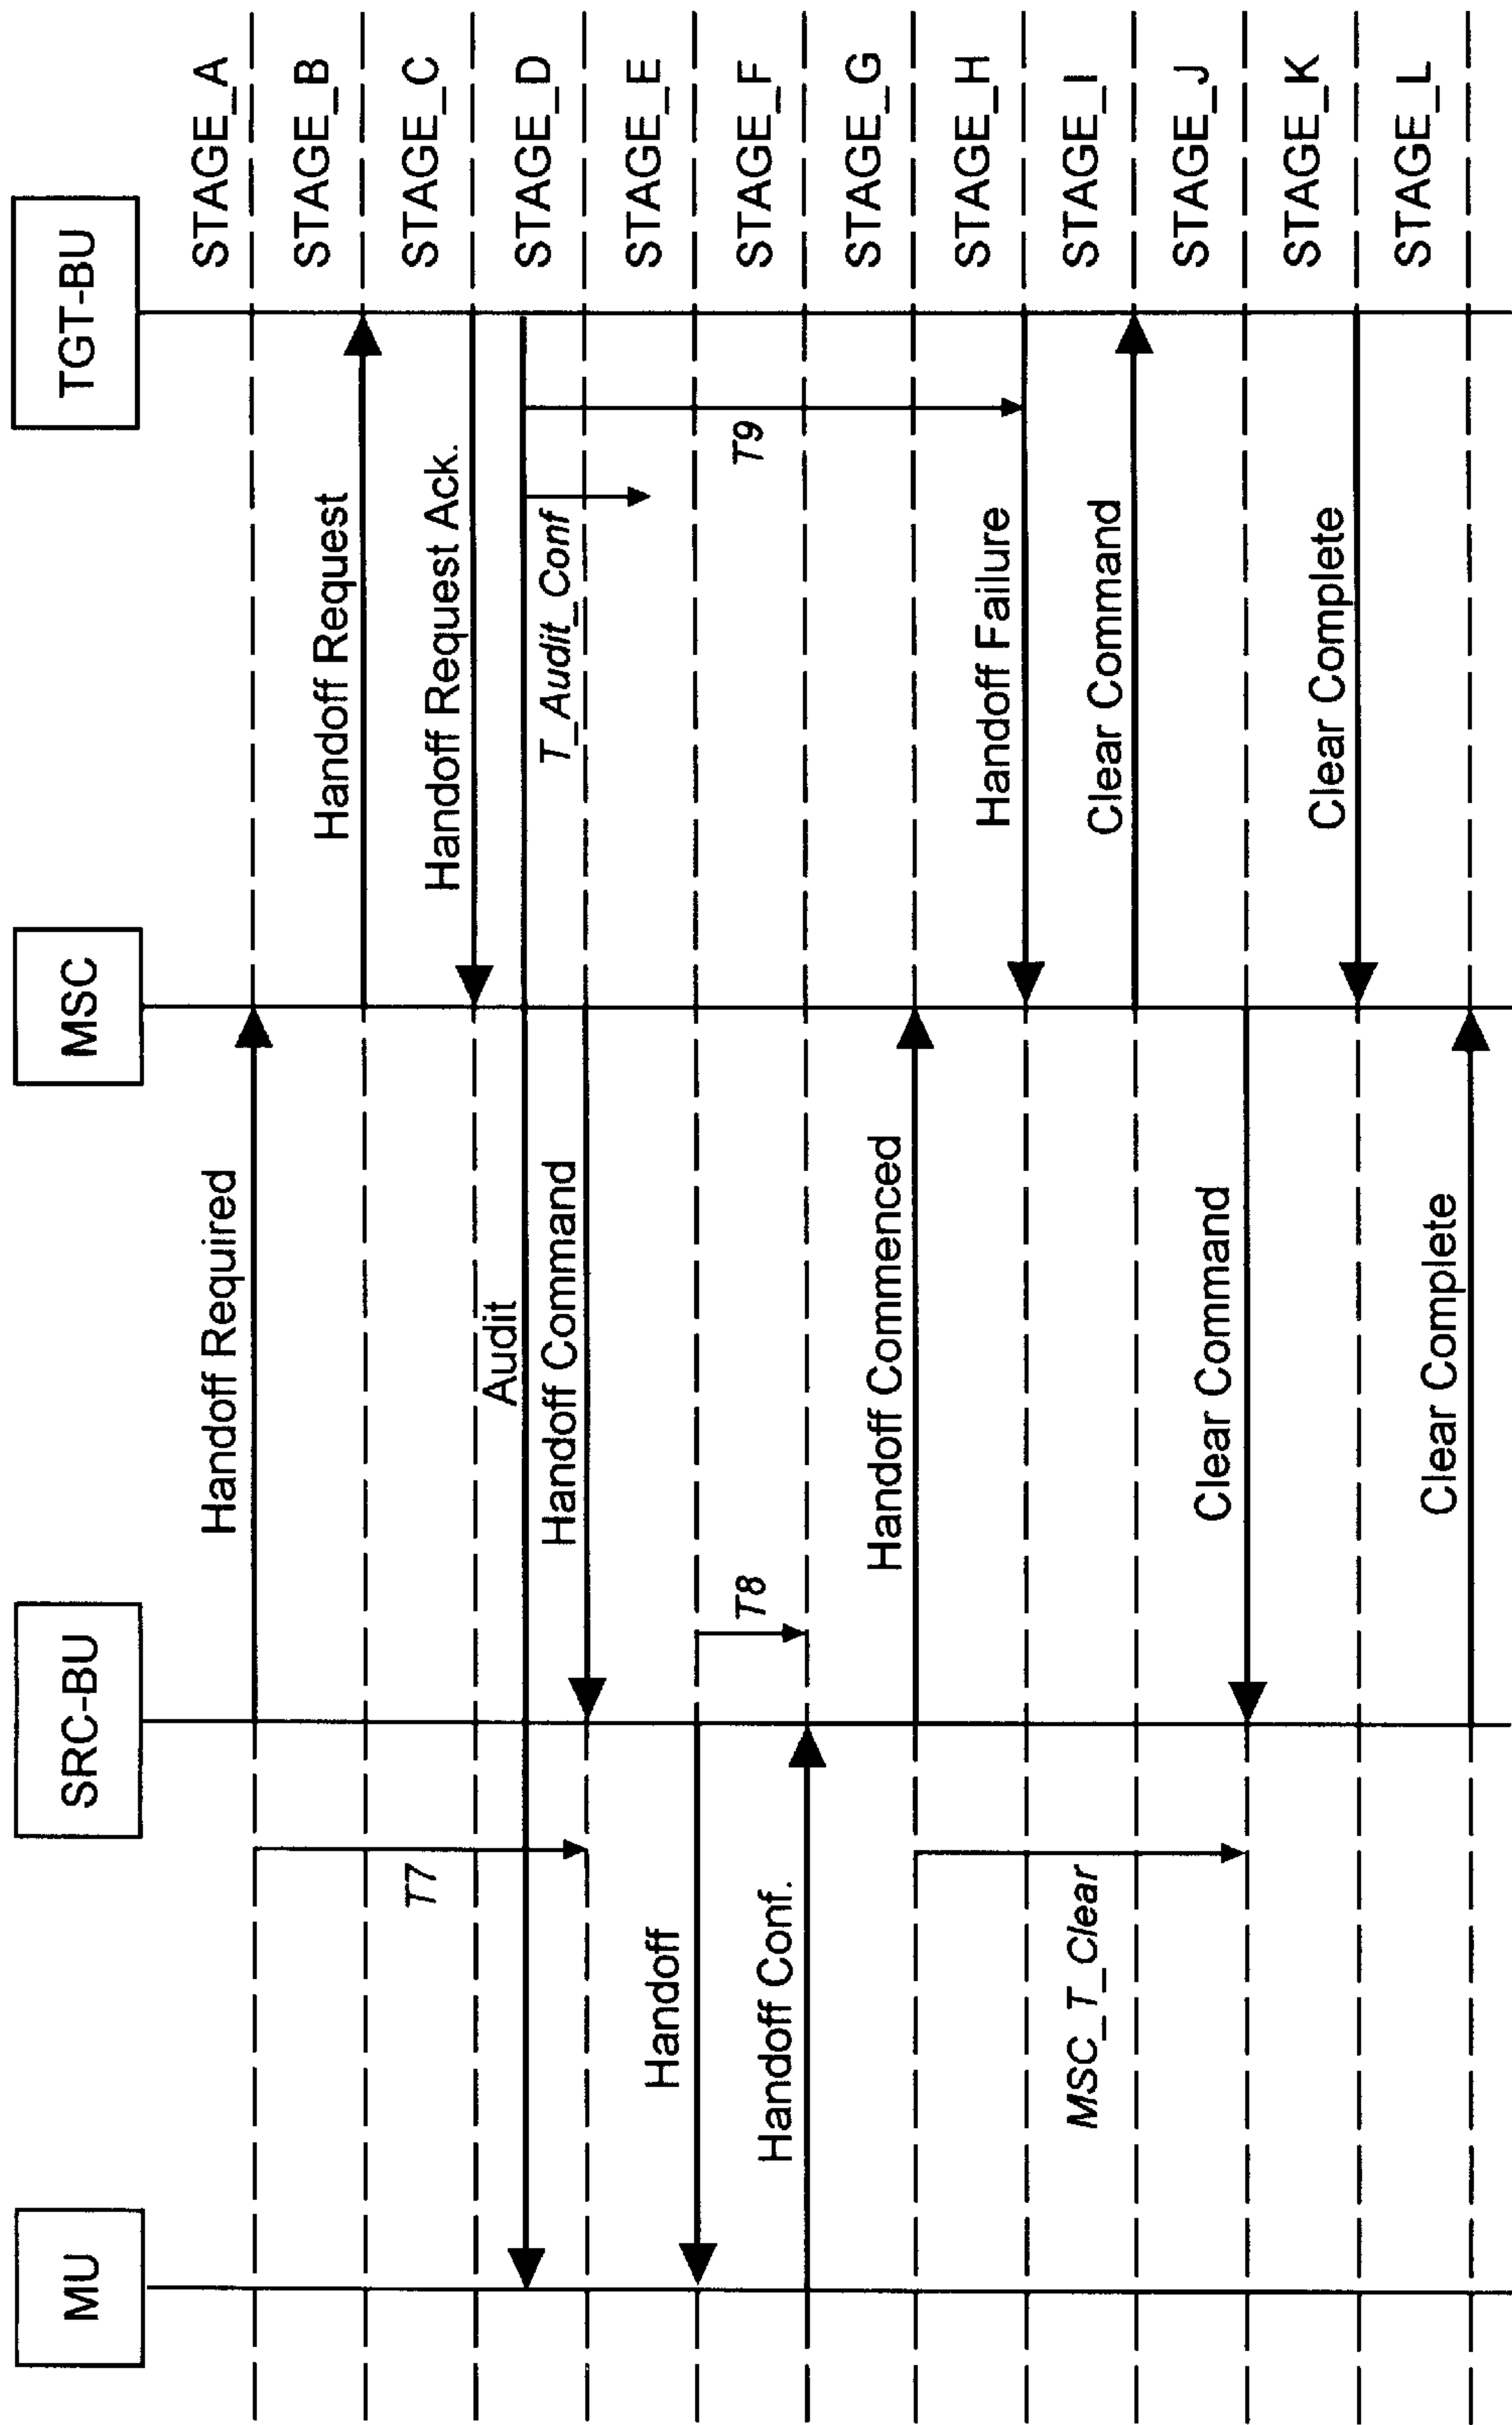 MU
SRC-BU
MSC
TGT-BU
Handoff Required
STAGE_A
Handoff Request
STAGE_B
T7
Handoff Request Ack.
STAGE_C
Audit
STAGE_D
Handoff Command
T_Audit_Conf
Handoff
STAGE_E
T8
T9
Handoff Conf.
STAGE_F
Handoff Commenced
STAGE_G
Handoff Failure
STAGE_H
MSC_T_Clear
Clear Command
STAGE_I
Clear Command
STAGE_J
Clear Complete
STAGE_K
Clear Complete
STAGE_L